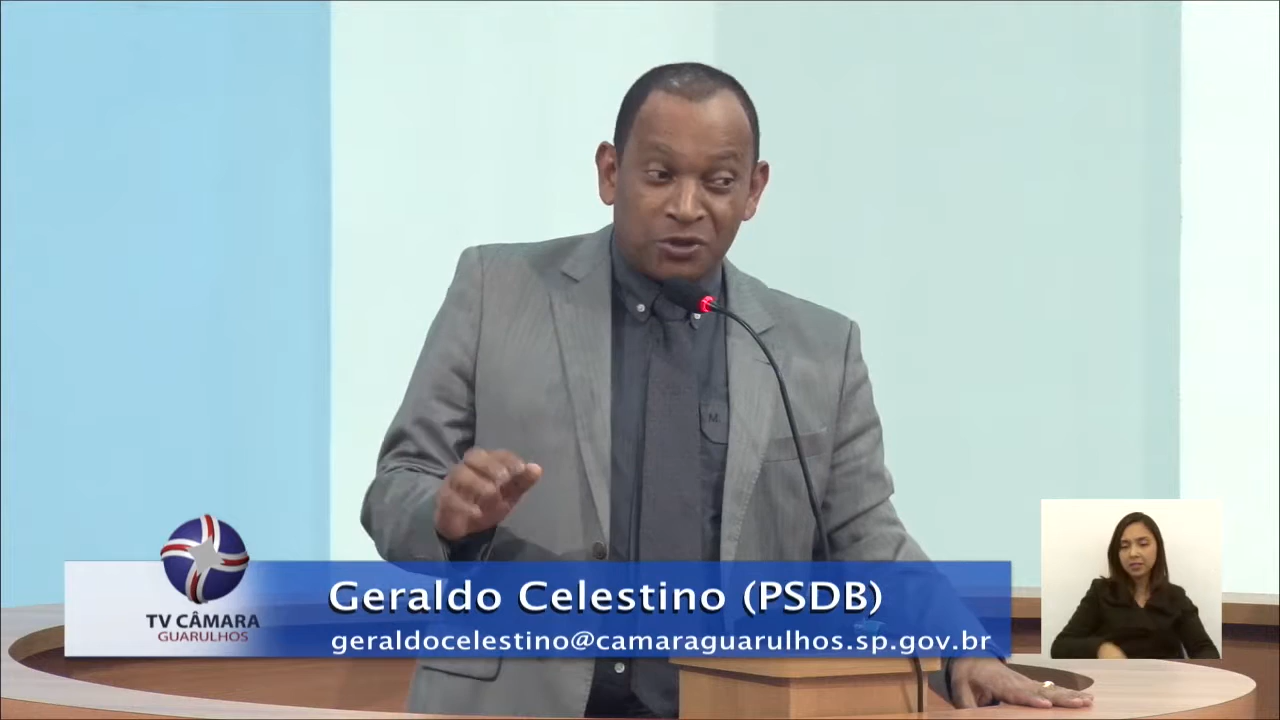 Geraldo Celestino (PSDB)
geraldocelestino@camaraguarulhos.sp.gov.br
TV CÂMARA
GUARULHOS
M